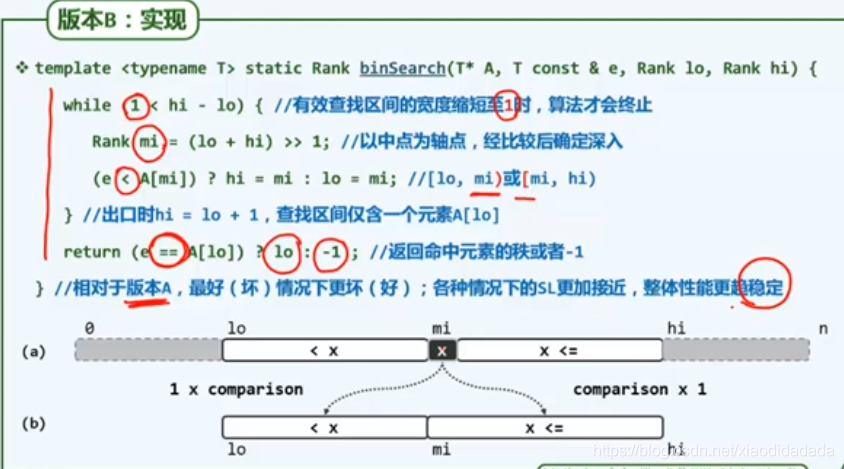 版本B：实现
❖ template <typename T> static Rank binSearch(T* A, T const & e, Rank lo, Rank hi) {
while (1 < hi - lo) { //有效查找区间的宽度缩短至1时，算法才会终止
Rank mi = (lo + hi) >> 1; //以中点为轴点，经比较后确定深入
(e < A[mi]) ? hi = mi : lo = mi; //[lo, mi)或[mi, hi)
} //出口时hi = lo + 1，查找区间仅含一个元素A[lo]
return (e == A[lo]) ? lo : -1 ; //返回命中元素的秩或者-1
} //相对于版本A，最好（坏）情况下更坏（好）；各种情况下的SL更加接近，整体性能更趋稳定
0 lo mi hi n
(a) < x x x <=
1 x comparison comparison x 1
(b) < x x <=
lo mi hi
https://blog.csdn.net/xiaodidadada